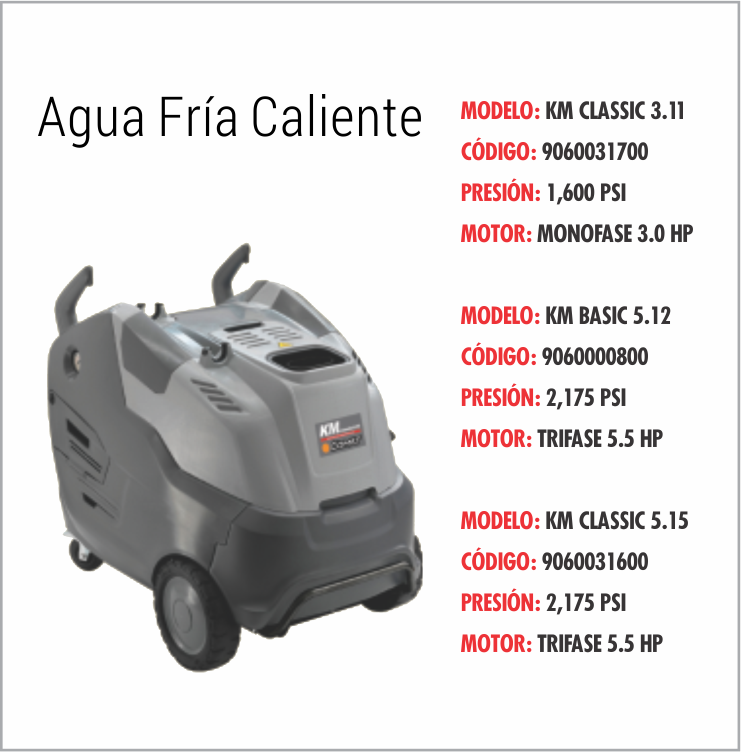 Agua Fría Caliente
MODELO: KM CLASSIC 3.11
CÓDIGO: 9060031700
PRESIÓN: 1,600 PSI
MOTOR: MONOFASE 3.0 HP
MODELO: KM BASIC 5.12
CÓDIGO: 9060000800
PRESIÓN: 2,175 PSI
MOTOR: TRIFASE 5.5 HP
MODELO: KM CLASSIC 5.15
CÓDIGO: 9060031600
PRESIÓN: 2,175 PSI
MOTOR: TRIFASE 5.5 HP
KM